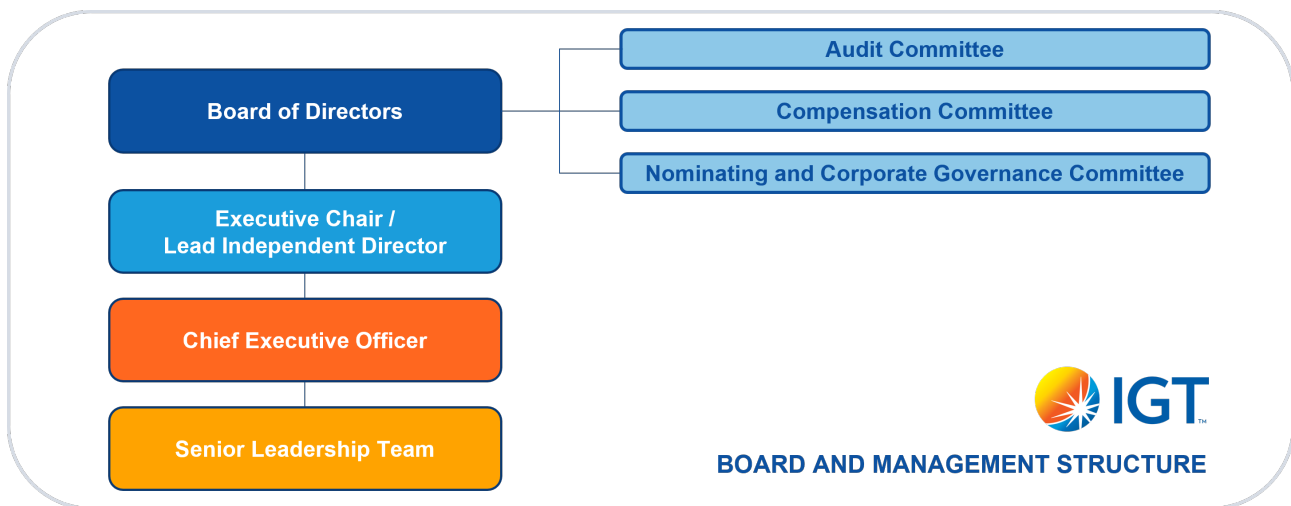 Board of Directors
Audit Committee
Compensation Committee
Nominating and Corporate Governance Committee
Executive Chair /
Lead Independent Director
Chief Executive Officer
Senior Leadership Team
IGT™
BOARD AND MANAGEMENT STRUCTURE